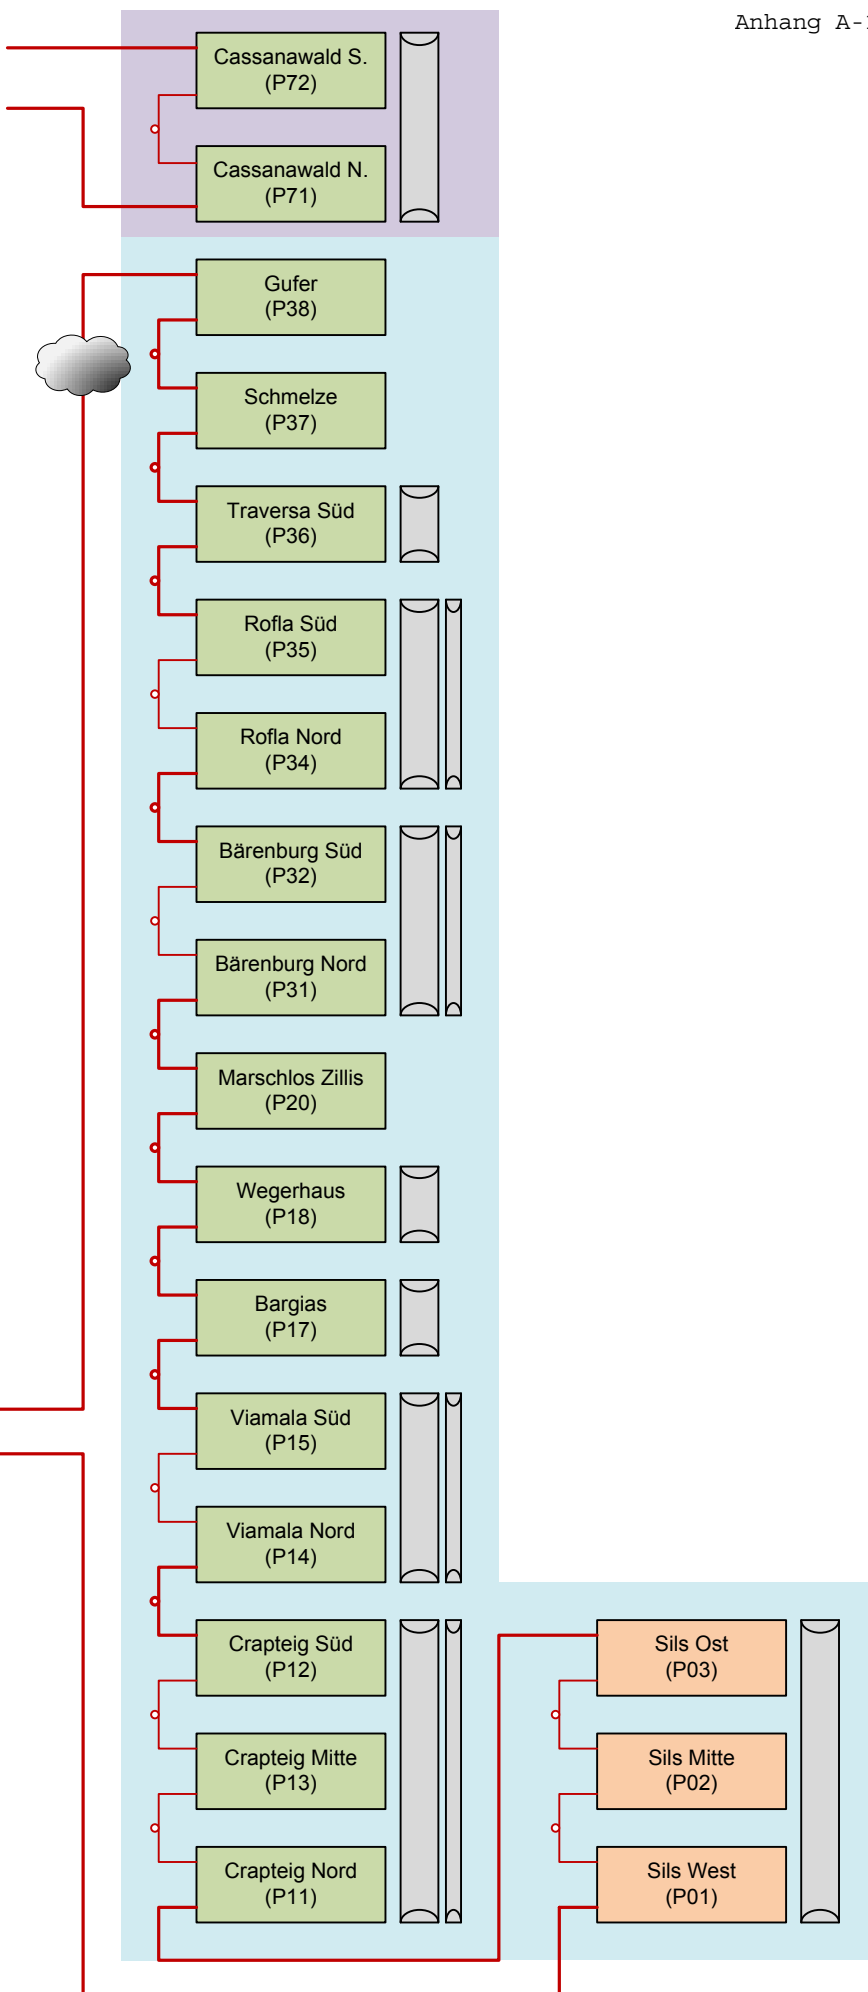 Anhang A-
Cassanawald S.
(P72)
Cassanawald N.
(P71)
Gufer
(P38)
Schmelze
(P37)
Traversa Süd
(P36)
Rofla Süd
(P35)
Rofla Nord
(P34)
Bärenburg Süd
(P32)
Bärenburg Nord
(P31)
Marschlos Zillis
(P20)
Wegerhaus
(P18)
Bargias
(P17)
Viamala Süd
(P15)
Viamala Nord
(P14)
Crapteig Süd
(P12)
Crapteig Mitte
(P13)
Crapteig Nord
(P11)
Sils Ost
(P03)
Sils Mitte
(P02)
Sils West
(P01)